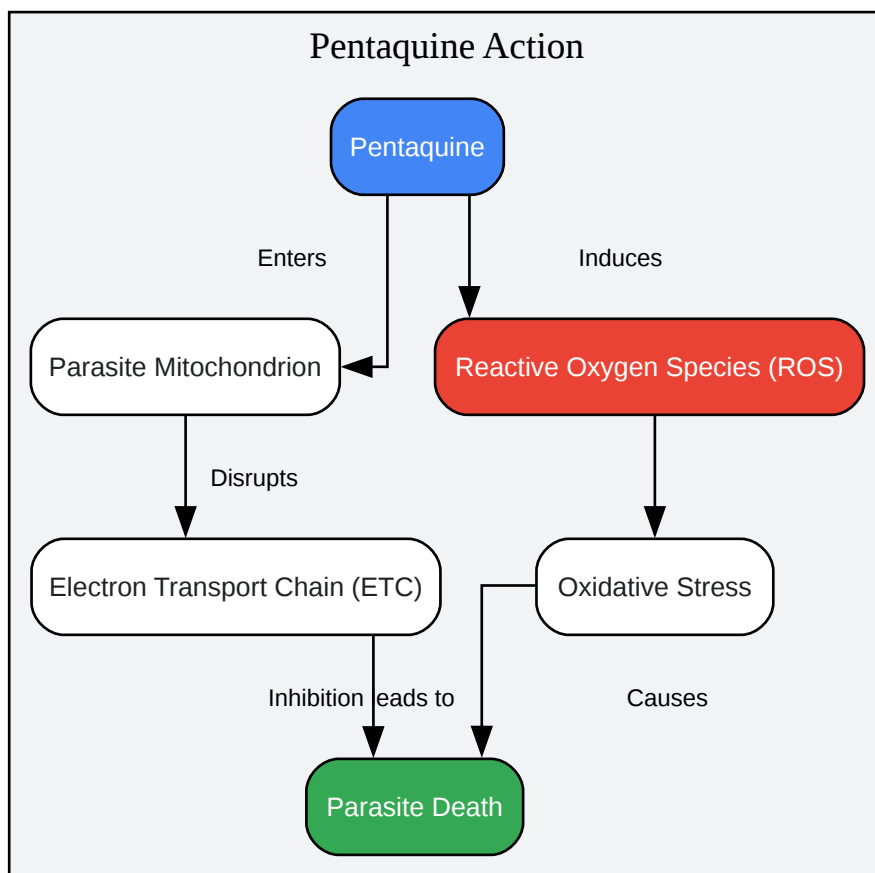 Pentaquine Action
Pentaquine
Enters
Induces
Parasite Mitochondrion
Reactive Oxygen Species (ROS)
Disrupts
Electron Transport Chain (ETC)
Oxidative Stress
Inhibition leads to
Causes
Parasite Death